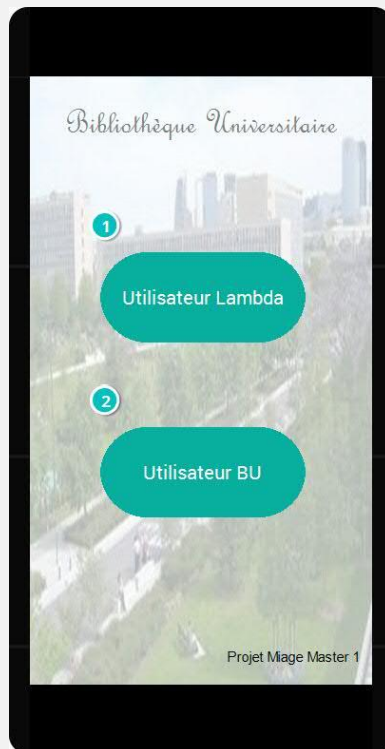 Bibliothèque Universitaire
1
Utilisateur Lambda
2
Utilisateur BU
Projet Miage Master 1